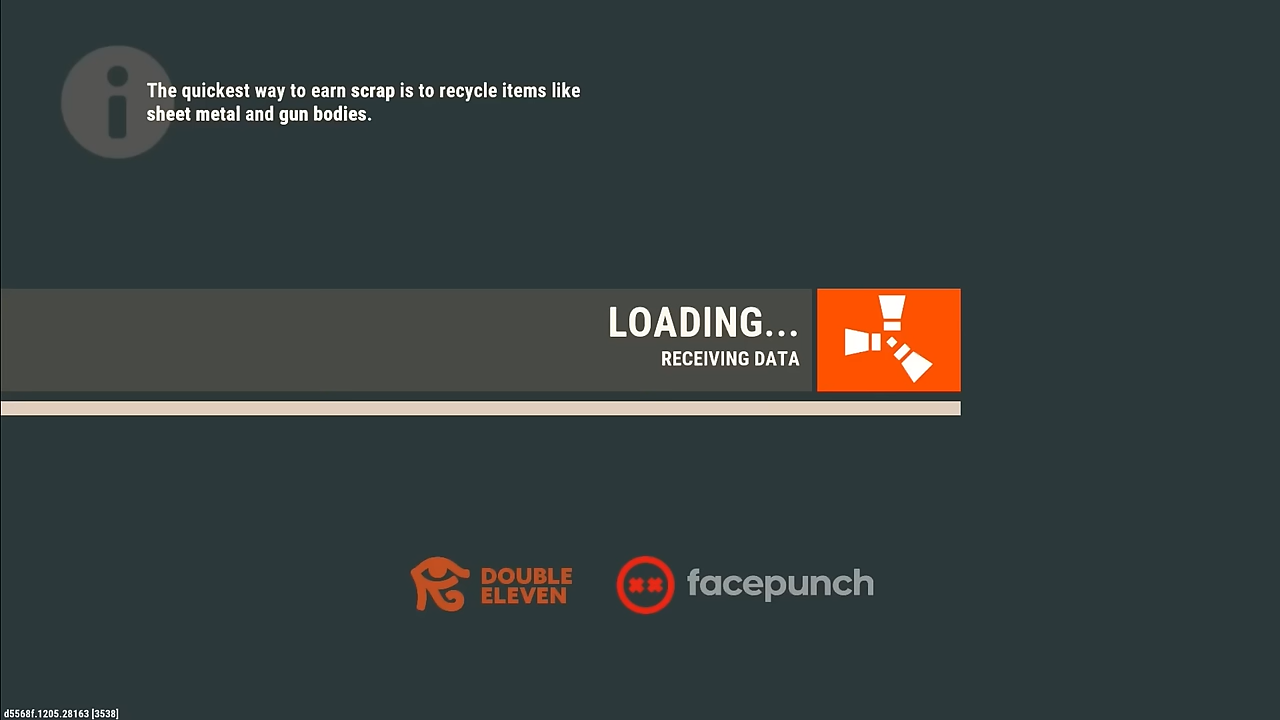 The quickest way to earn scrap is to recycle items like
sheet metal and gun bodies.
LOADING...
RECEIVING DATA
DOUBLE
ELEVEN
facepunch
d5568f.1205.28163 [3538]